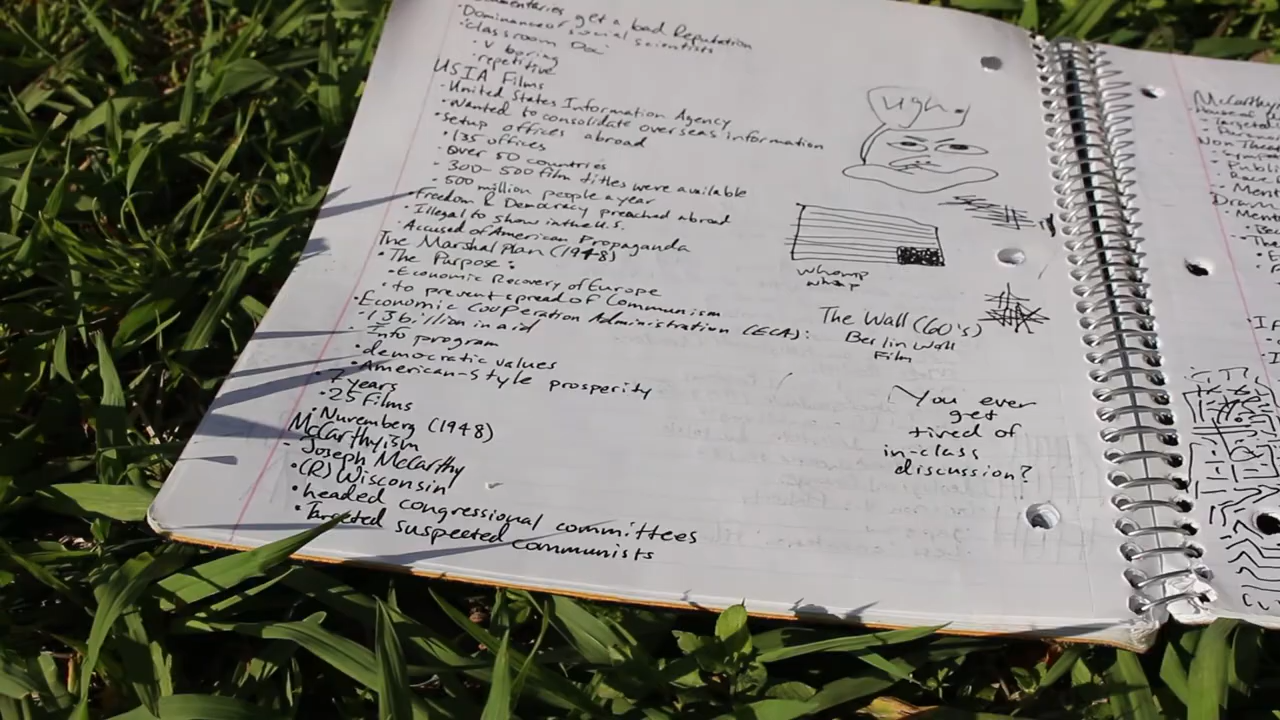 Documentaries get a bad Reputation
• Dominance of social scientists
• Classroom Doc:
• V boring
• repetitive
USIA Films
• United States Information Agency
• Wanted to consolidate overseas information
• Setup offices abroad
• 135 offices
• Over 50 countries
• 300-500 film titles were available
• 500 million people a year
• Freedom & Democracy preached abroad
• Illegal to show in the U.S.
• Accused of American Propaganda
The Marshal Plan (1948)
• The Purpose:
• Economic Recovery of Europe
• to prevent spread of Communism
• Economic Cooperation Administration (ECA):
• 13 billion in aid
• Info program
• democratic values
• American-style prosperity
• 7 years
• 25 Films
• Nuremberg (1948)
McCarthyism
- Joseph McCarthy
• (R) Wisconsin
• headed congressional committees
• Targeted suspected communists
ugh.
whomp
whomp
The Wall (60's)
Berlin Wall
Film
You ever
get
tired of
in-class
discussion?
McCarthy
House of
Targeted